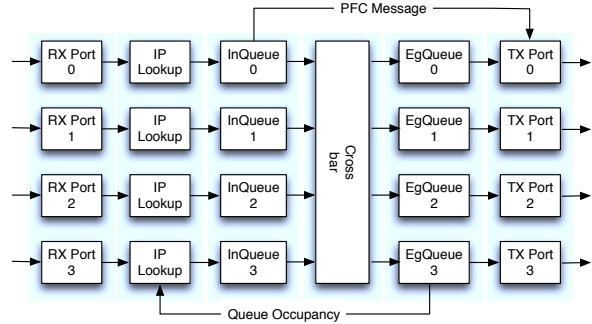 PFC Message
RX Port
0
IP
Lookup
InQueue
0
EgQueue
0
TX Port
0
RX Port
1
IP
Lookup
InQueue
1
EgQueue
1
TX Port
1
Cross
bar
RX Port
2
IP
Lookup
InQueue
2
EgQueue
2
TX Port
2
RX Port
3
IP
Lookup
InQueue
3
EgQueue
3
TX Port
3
Queue Occupancy